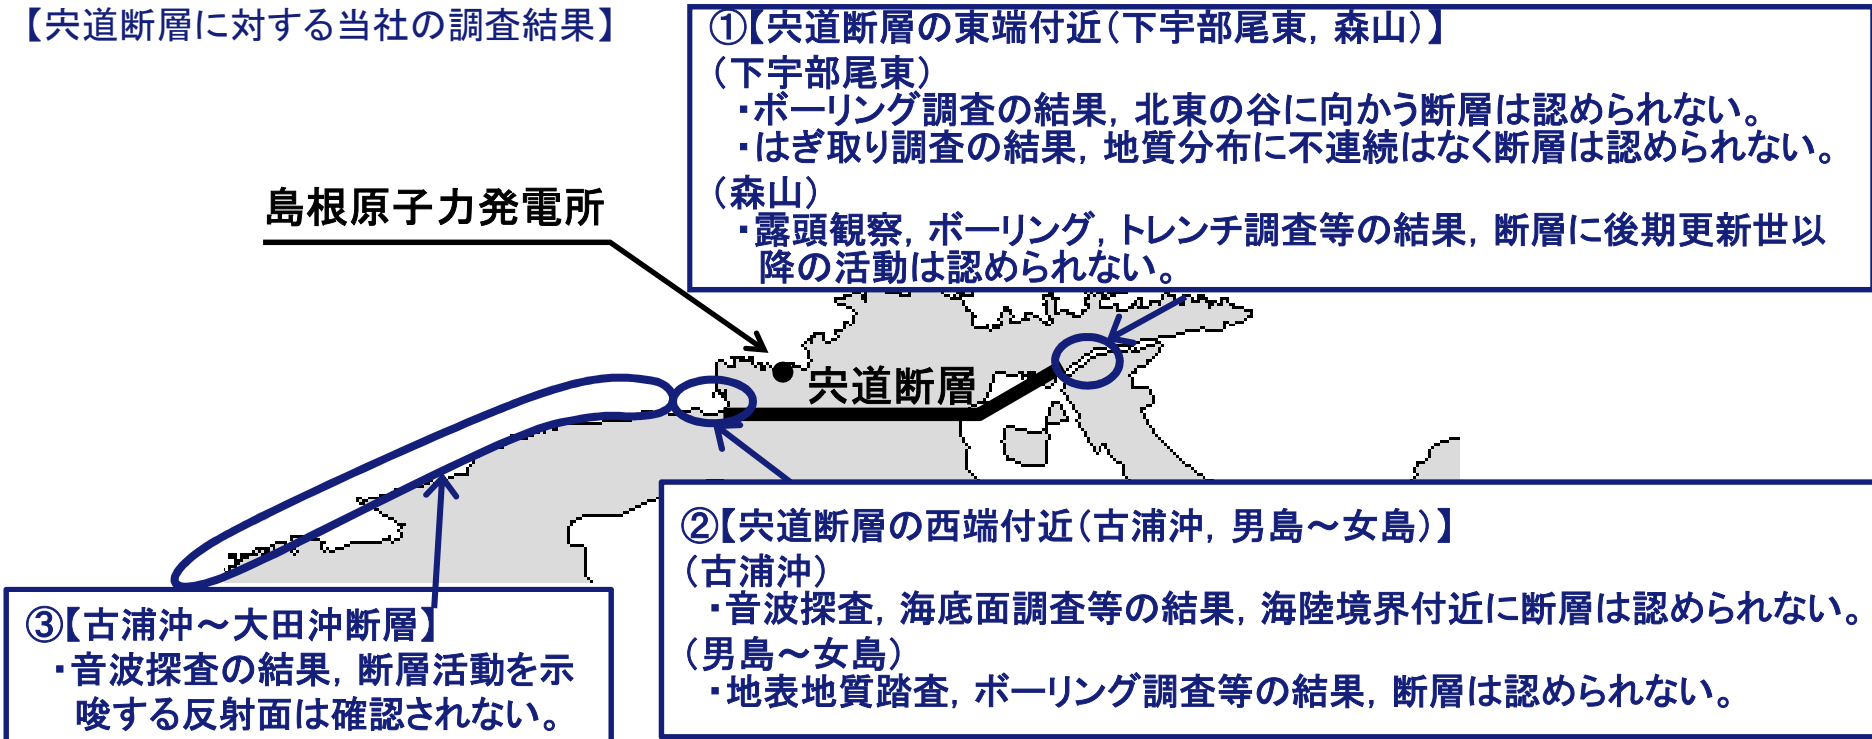 【宍道断層に対する当社の調査結果】
①【宍道断層の東端付近（下宇部尾東，森山）】
（下宇部尾東）
・ボーリング調査の結果，北東の谷に向かう断層は認められない。
・はぎ取り調査の結果，地質分布に不連続はなく断層は認められない。
（森山）
・露頭観察，ボーリング，トレンチ調査等の結果，断層に後期更新世以
降の活動は認められない。
島根原子力発電所
宍道断層
②【宍道断層の西端付近（古浦沖，男島～女島）】
（古浦沖）
・音波探査，海底面調査等の結果，海陸境界付近に断層は認められない。
（男島～女島）
・地表地質踏査，ボーリング調査等の結果，断層は認められない。
③【古浦沖～大田沖断層】
・音波探査の結果，断層活動を示
唆する反射面は確認されない。